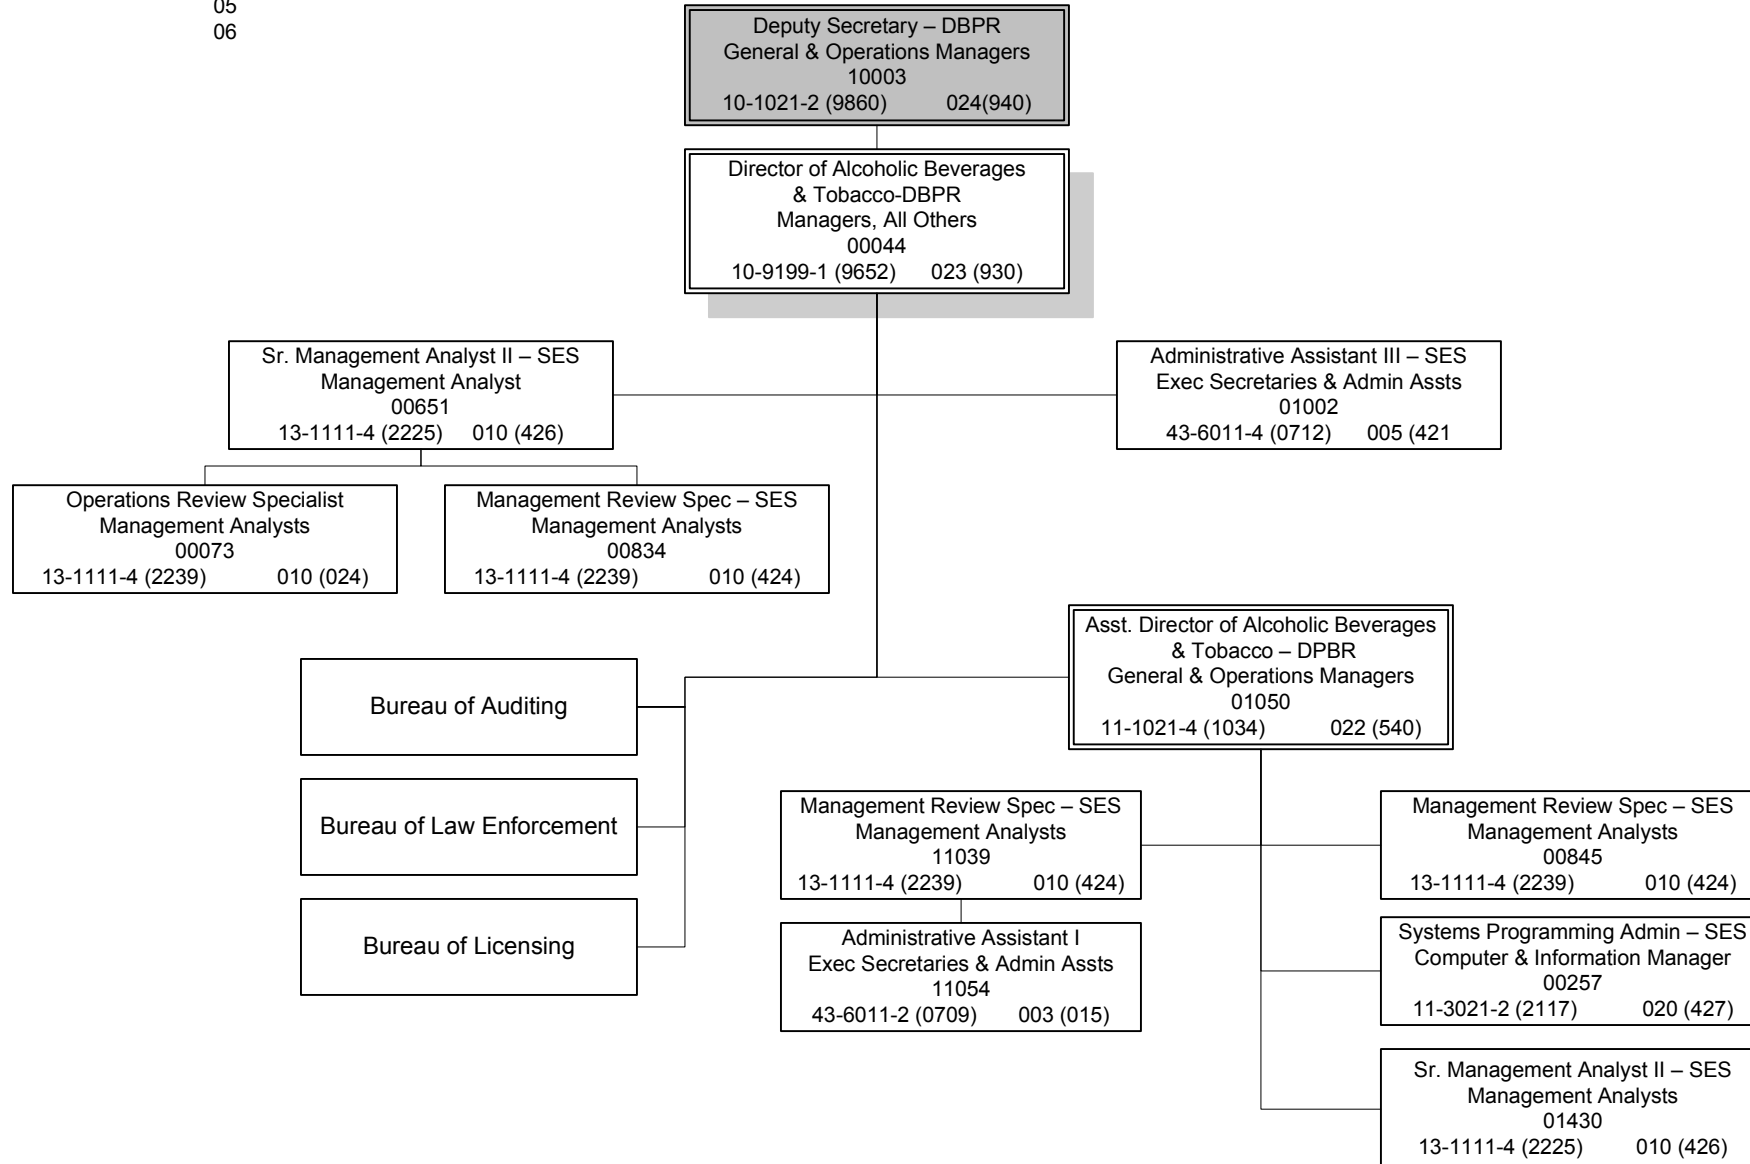 05
06
Deputy Secretary – DBPR
General & Operations Managers
10003
10-1021-2 (9860) 024(940)
Director of Alcoholic Beverages
& Tobacco-DBPR
Managers, All Others
00044
10-9199-1 (9652) 023 (930)
Sr. Management Analyst II – SES
Management Analyst
00651
13-1111-4 (2225) 010 (426)
Administrative Assistant III – SES
Exec Secretaries & Admin Assts
01002
43-6011-4 (0712) 005 (421
Operations Review Specialist
Management Analysts
00073
13-1111-4 (2239) 010 (024)
Management Review Spec – SES
Management Analysts
00834
13-1111-4 (2239) 010 (424)
Asst. Director of Alcoholic Beverages
& Tobacco – DPBR
General & Operations Managers
01050
11-1021-4 (1034) 022 (540)
Bureau of Auditing
Bureau of Law Enforcement
Bureau of Licensing
Management Review Spec – SES
Management Analysts
11039
13-1111-4 (2239) 010 (424)
Administrative Assistant I
Exec Secretaries & Admin Assts
11054
43-6011-2 (0709) 003 (015)
Management Review Spec – SES
Management Analysts
00845
13-1111-4 (2239) 010 (424)
Systems Programming Admin – SES
Computer & Information Manager
00257
11-3021-2 (2117) 020 (427)
Sr. Management Analyst II – SES
Management Analysts
01430
13-1111-4 (2225) 010 (426)